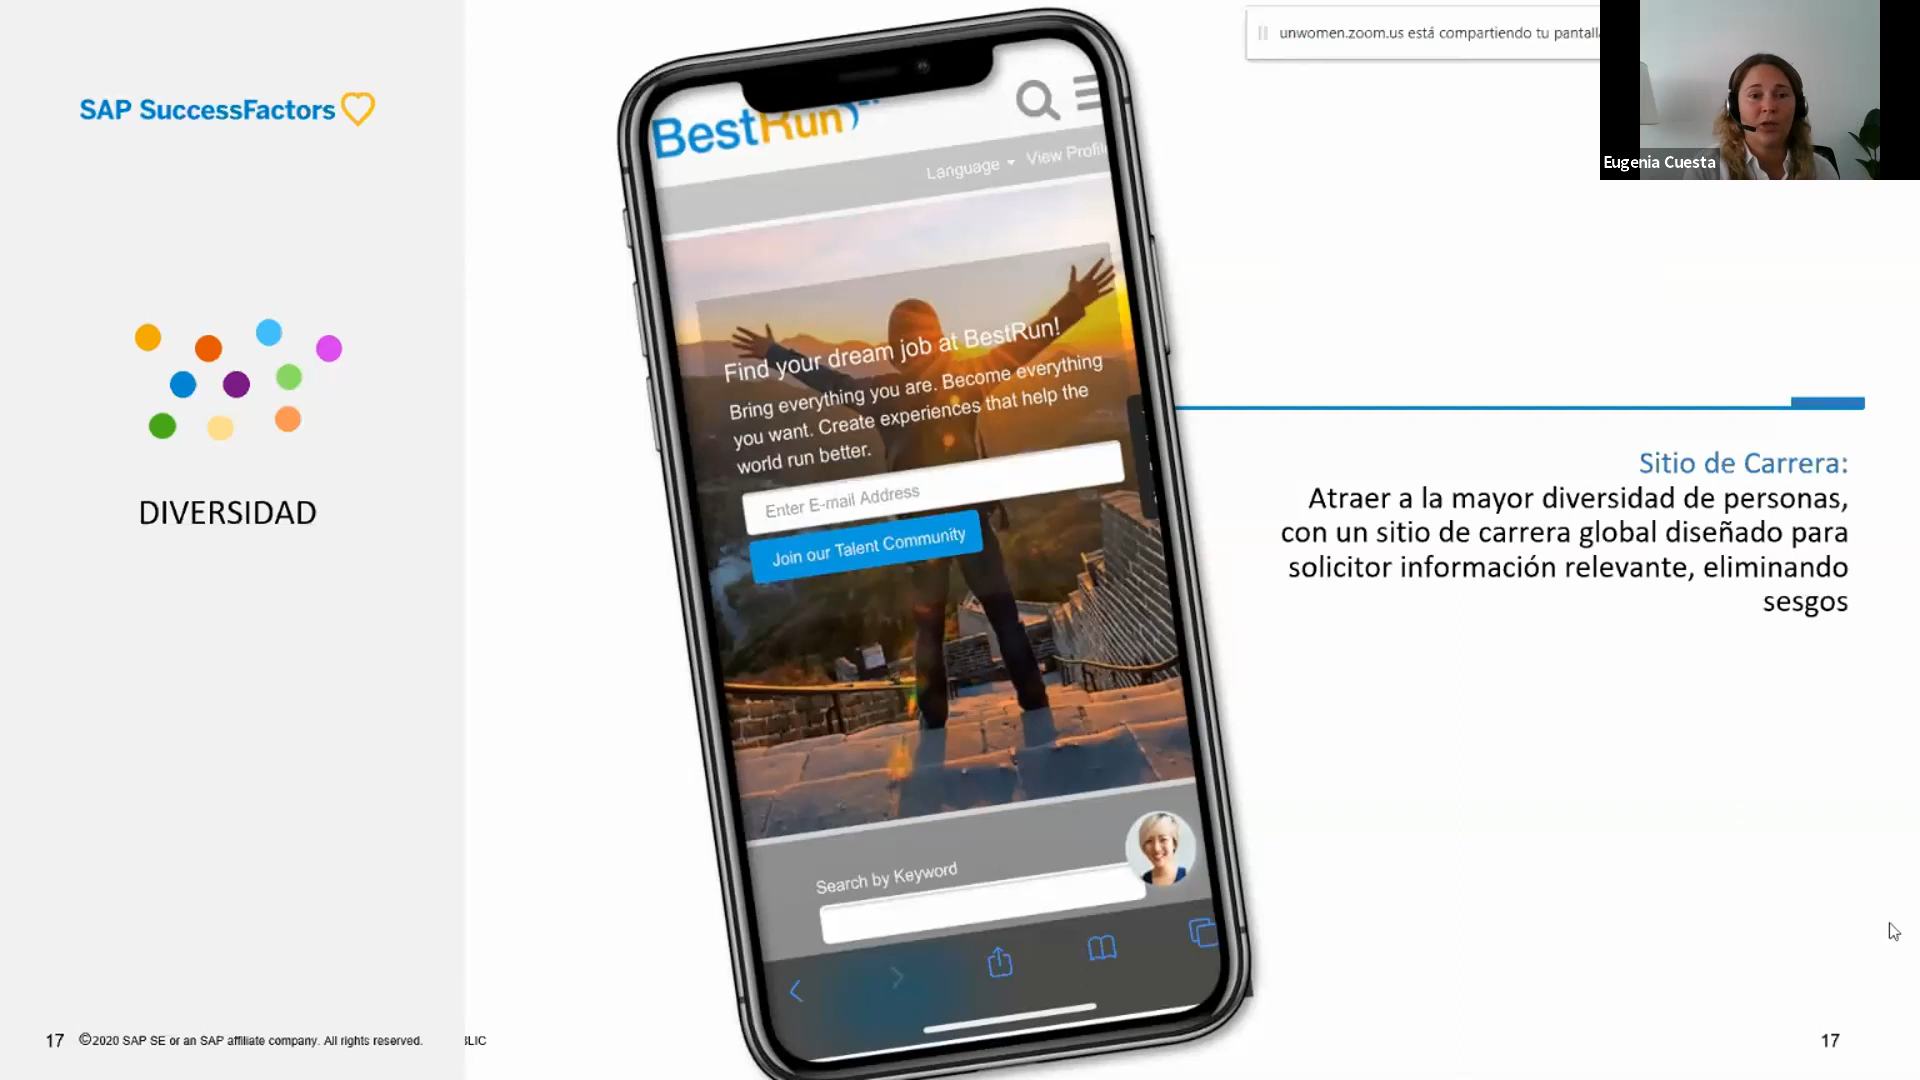 SAP SuccessFactors
DIVERSIDAD
BestRun
Language
View Profile
Find your dream job at BestRun!
Bring everything you are. Become everything
you want. Create experiences that help the
world run better.
Enter E-mail Address
Join our Talent Community
Search by Keyword
unwomen.zoom.us está compartiendo tu pantalla
Eugenia Cuesta
Sitio de Carrera:
Atraer a la mayor diversidad de personas,
con un sitio de carrera global diseñado para
solicitor información relevante, eliminando
sesgos
17
©2020 SAP SE or an SAP affiliate company. All rights reserved.
17